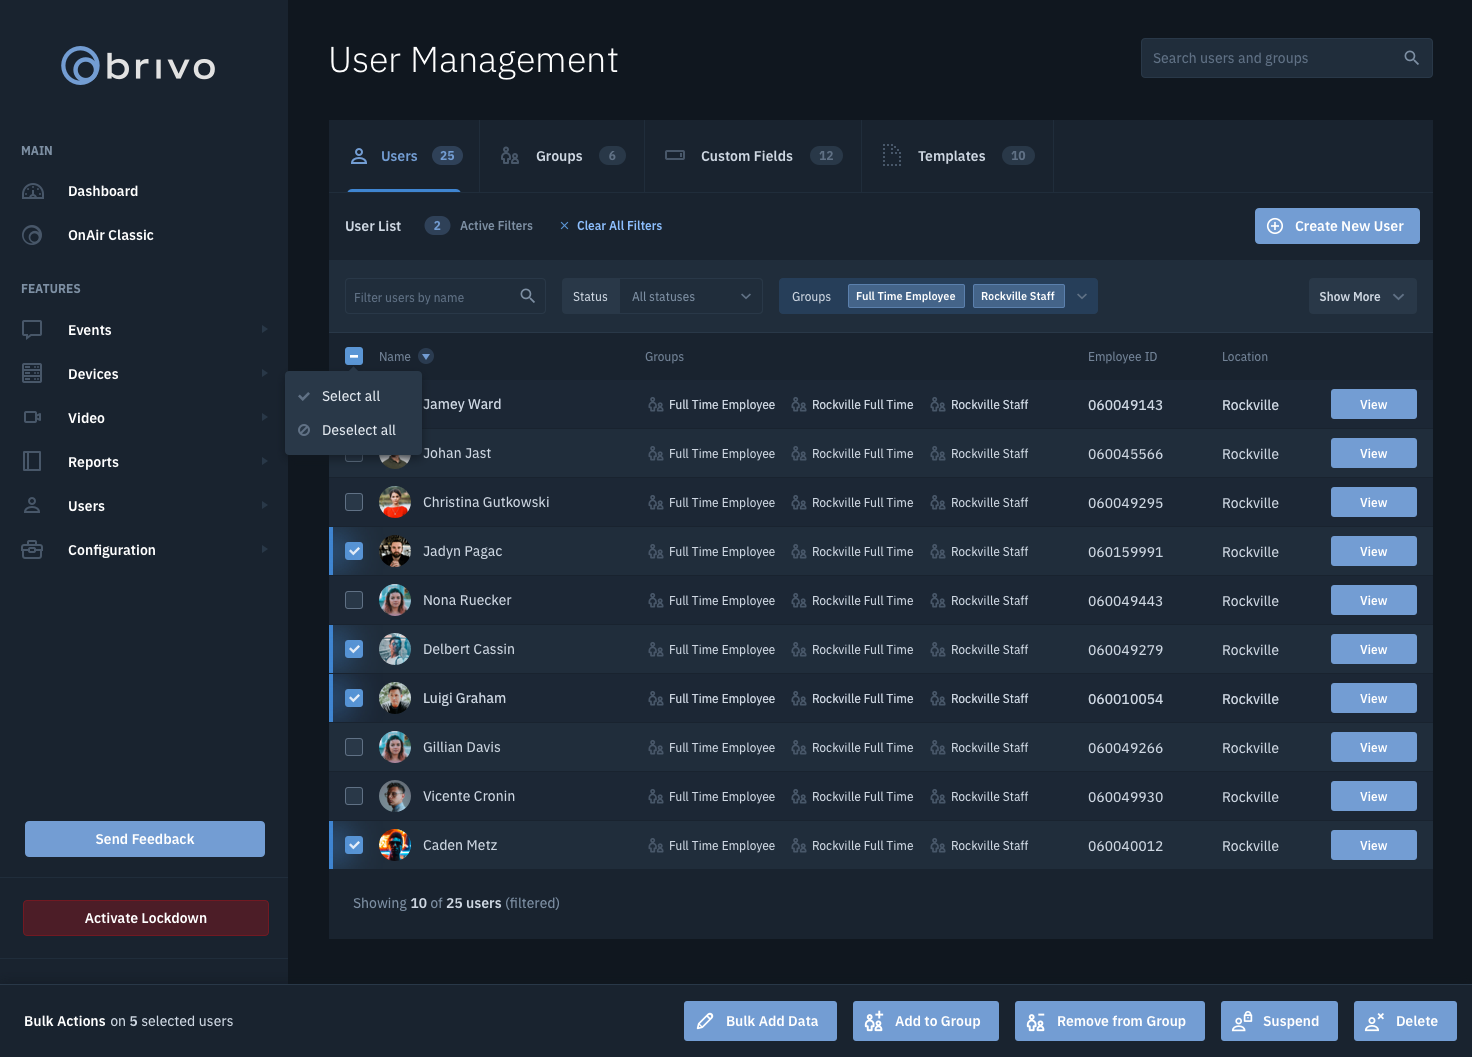 brivo
MAIN
Dashboard
OnAir Classic
FEATURES
Events
Devices
Video
Reports
Users
Configuration
Send Feedback
Activate Lockdown
User Management
Search users and groups
Users 25
Groups 6
Custom Fields 12
Templates 10
User List 2 Active Filters Clear All Filters
Create New User
Filter users by name
Status All statuses
Groups Full Time Employee Rockville Staff
Show More
Name Groups Employee ID Location
Select all
Deselect all
Jamey Ward Full Time Employee Rockville Full Time Rockville Staff 060049143 Rockville View
Johan Jast Full Time Employee Rockville Full Time Rockville Staff 060045566 Rockville View
Christina Gutkowski Full Time Employee Rockville Full Time Rockville Staff 060049295 Rockville View
Jadyn Pagac Full Time Employee Rockville Full Time Rockville Staff 060159991 Rockville View
Nona Ruecker Full Time Employee Rockville Full Time Rockville Staff 060049443 Rockville View
Delbert Cassin Full Time Employee Rockville Full Time Rockville Staff 060049279 Rockville View
Luigi Graham Full Time Employee Rockville Full Time Rockville Staff 060010054 Rockville View
Gillian Davis Full Time Employee Rockville Full Time Rockville Staff 060049266 Rockville View
Vicente Cronin Full Time Employee Rockville Full Time Rockville Staff 060049930 Rockville View
Caden Metz Full Time Employee Rockville Full Time Rockville Staff 060040012 Rockville View
Showing 10 of 25 users (filtered)
Bulk Actions on 5 selected users
Bulk Add Data
Add to Group
Remove from Group
Suspend
Delete